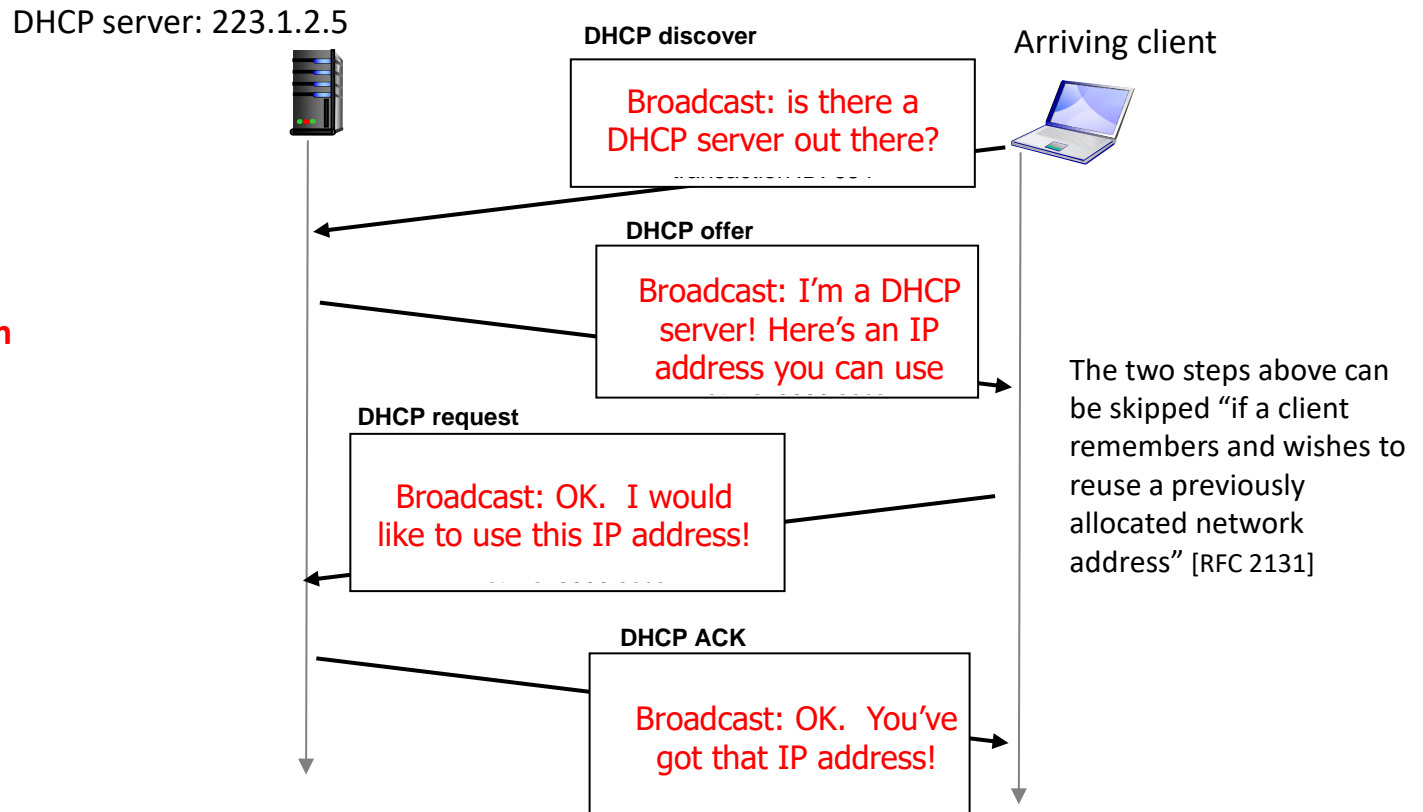 DHCP server: 223.1.2.5
DHCP discover
Arriving client
Broadcast: is there a
DHCP server out there?
DHCP offer
Broadcast: I’m a DHCP
server! Here’s an IP
address you can use
The two steps above can
be skipped “if a client
remembers and wishes to
reuse a previously
allocated network
address” [RFC 2131]
DHCP request
Broadcast: OK.  I would
like to use this IP address!
DHCP ACK
Broadcast: OK.  You’ve
got that IP address!